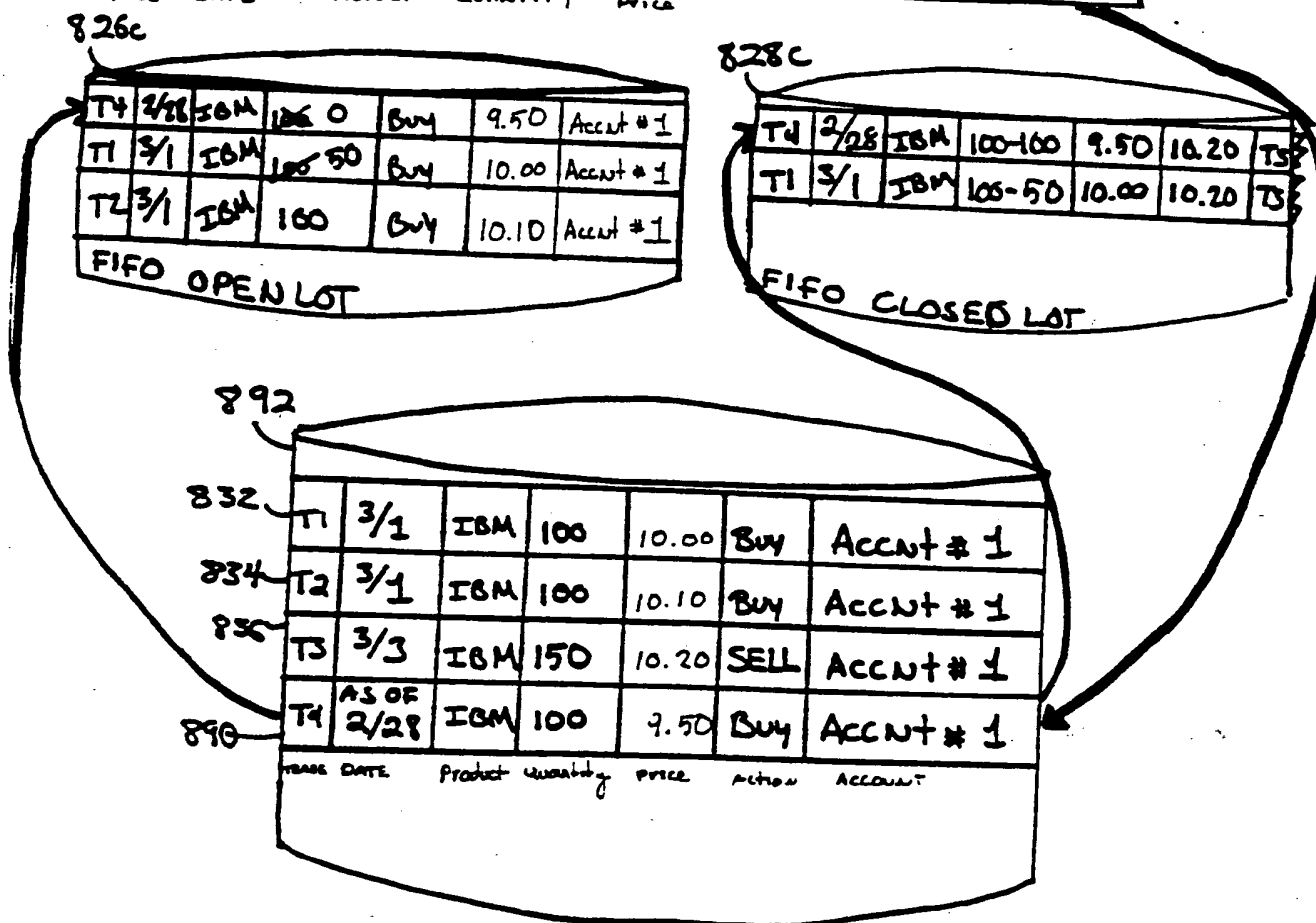 Price
826c
T4 2/28 IBM 100 0 Buy 9.50 Accnt #1
T1 3/1 IBM 100 50 Buy 10.00 Accnt #1
T2 3/1 IBM 100 Buy 10.10 Accnt #1
FIFO OPEN LOT
828c
T4 2/28 IBM 100-100 9.50 10.20 T3
T1 3/1 IBM 100-50 10.00 10.20 T3
FIFO CLOSED LOT
892
832 T1 3/1 IBM 100 10.00 Buy Accnt # 1
834 T2 3/1 IBM 100 10.10 Buy Accnt # 1
836 T3 3/3 IBM 150 10.20 SELL Accnt # 1
890 T4 AS OF 2/28 IBM 100 9.50 Buy Accnt # 1
TRADE DATE Product Quantity PRICE ACTION ACCOUNT